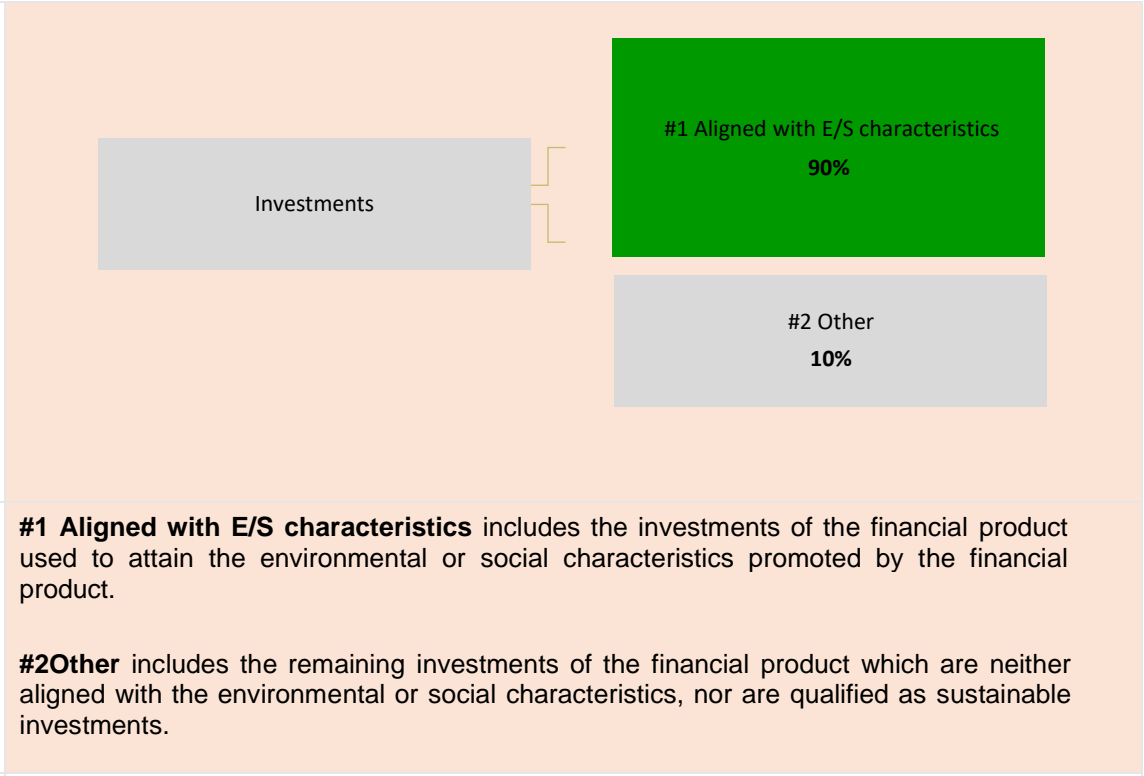 #1 Aligned with E/S characteristics
90%
Investments
#2 Other
10%
#1 Aligned with E/S characteristics includes the investments of the financial product
used to attain the environmental or social characteristics promoted by the financial
product.
#2Other includes the remaining investments of the financial product which are neither
aligned with the environmental or social characteristics, nor are qualified as sustainable
investments.